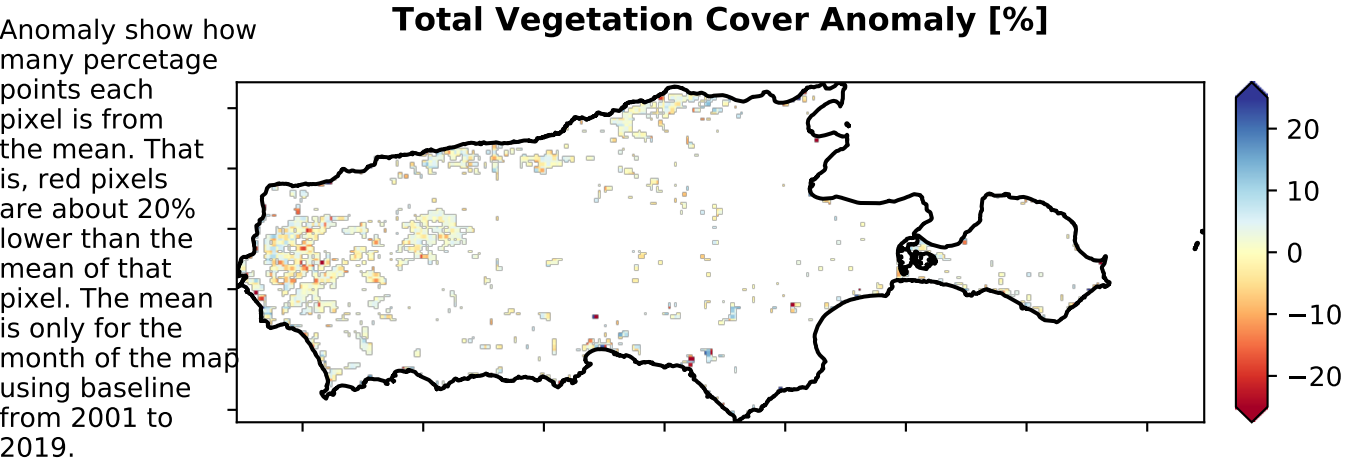 Total Vegetation Cover Anomaly [%]
Anomaly show how
many percetage
points each
pixel is from
the mean. That
is, red pixels
are about 20%
lower than the
mean of that
pixel. The mean
is only for the
month of the map
using baseline
from 2001 to
2019.
20
10
0
−10
−20